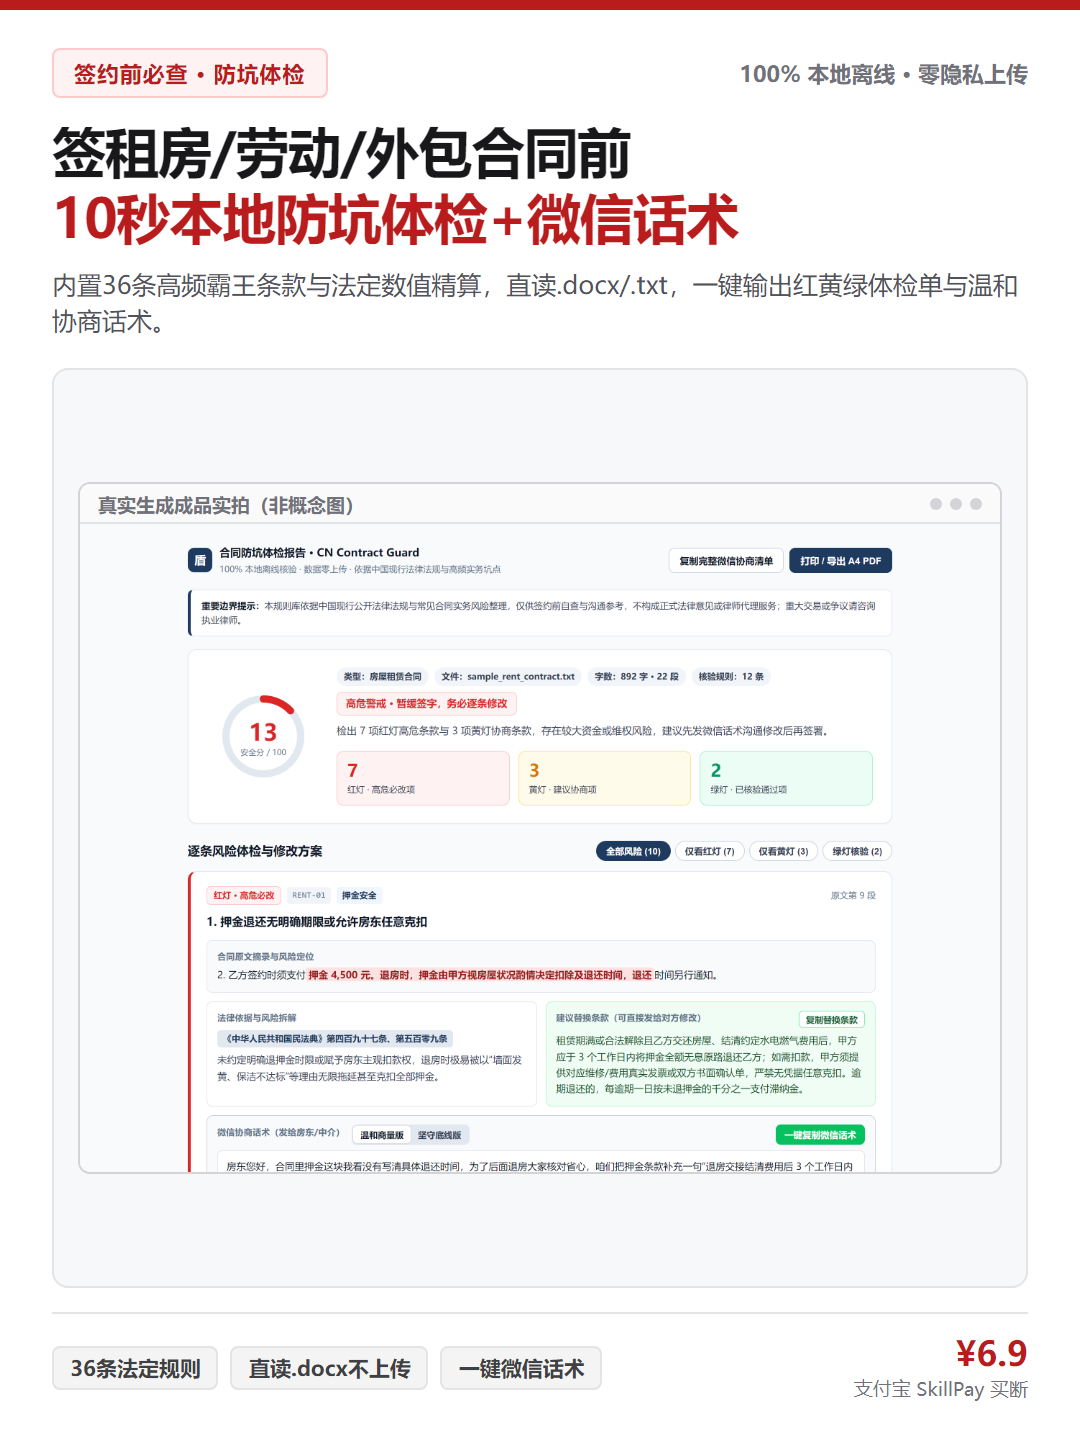 签约前必查 • 防坑体检
100% 本地离线 • 零隐私上传
签租房/劳动/外包合同前
10秒本地防坑体检+微信话术
内置36条高频霸王条款与法定数值精算，直读.docx/.txt，一键输出红黄绿体检单与温和
协商话术。
真实生成成品实拍（非概念图）
盾
合同防坑体检报告 • CN Contract Guard
100% 本地离线核验 · 数据零上传 · 依据中国现行法律法规与高频实务坑点
复制完整微信协商清单
打印 / 导出 A4 PDF
重要边界提示：本规则库依据中国现行公开法律法规与常见合同实务风险整理，仅供签约前自查与沟通参考，不构成正式法律意见或律师代理服务；重大交易或争议请咨询
执业律师。
13
安全分 / 100
类型：房屋租赁合同
文件：sample_rent_contract.txt
字数：892 字 • 22 段
核验规则：12 条
高危警戒 • 暂缓签字，务必逐条修改
检出 7 项红灯高危条款与 3 项黄灯协商条款，存在较大资金或维权风险，建议先发微信话术沟通修改后再签署。
7
红灯 · 高危必改项
3
黄灯 · 建议协商项
2
绿灯 · 已核验通过项
逐条风险体检与修改方案
全部风险 (10)
仅看红灯 (7)
仅看黄灯 (3)
绿灯核验 (2)
红灯 • 高危必改
RENT-01
押金安全
原文第 9 段
1. 押金退还无明确期限或允许房东任意克扣
合同原文摘录与风险定位
2. 乙方签约时须支付 押金 4,500 元。退房时，押金由甲方视房屋状况酌情决定扣除及退还时间，退还 时间另行通知。
法律依据与风险拆解
《中华人民共和国民法典》第四百九十七条、第五百零九条
未约定明确退押金时限或赋予房东主观扣款权，退房时极易被以“墙面发
黄、保洁不达标”等理由无限拖延甚至克扣全部押金。
建议替换条款（可直接发给对方修改）
复制替换条款
租赁期满或合法解除且乙方交还房屋、结清约定水电燃气费用后，甲方
应于 3 个工作日内将押金全额无息原路退还乙方；如需扣款，甲方须提
供对应维修/费用真实发票或双方书面确认单，严禁无凭据任意克扣。逾
期退还的，每逾期一日按未退押金的千分之一支付滞纳金。
微信协商话术（发给房东/中介）
温和商量版
坚守底线版
一键复制微信话术
房东您好，合同里押金这块我看没有写清具体退还时间，为了后面退房大家核对省心，咱们把押金条款补充一句“退房交接结清费用后 3 个工作日内
36条法定规则
直读.docx不上传
一键微信话术
¥6.9
支付宝 SkillPay 买断